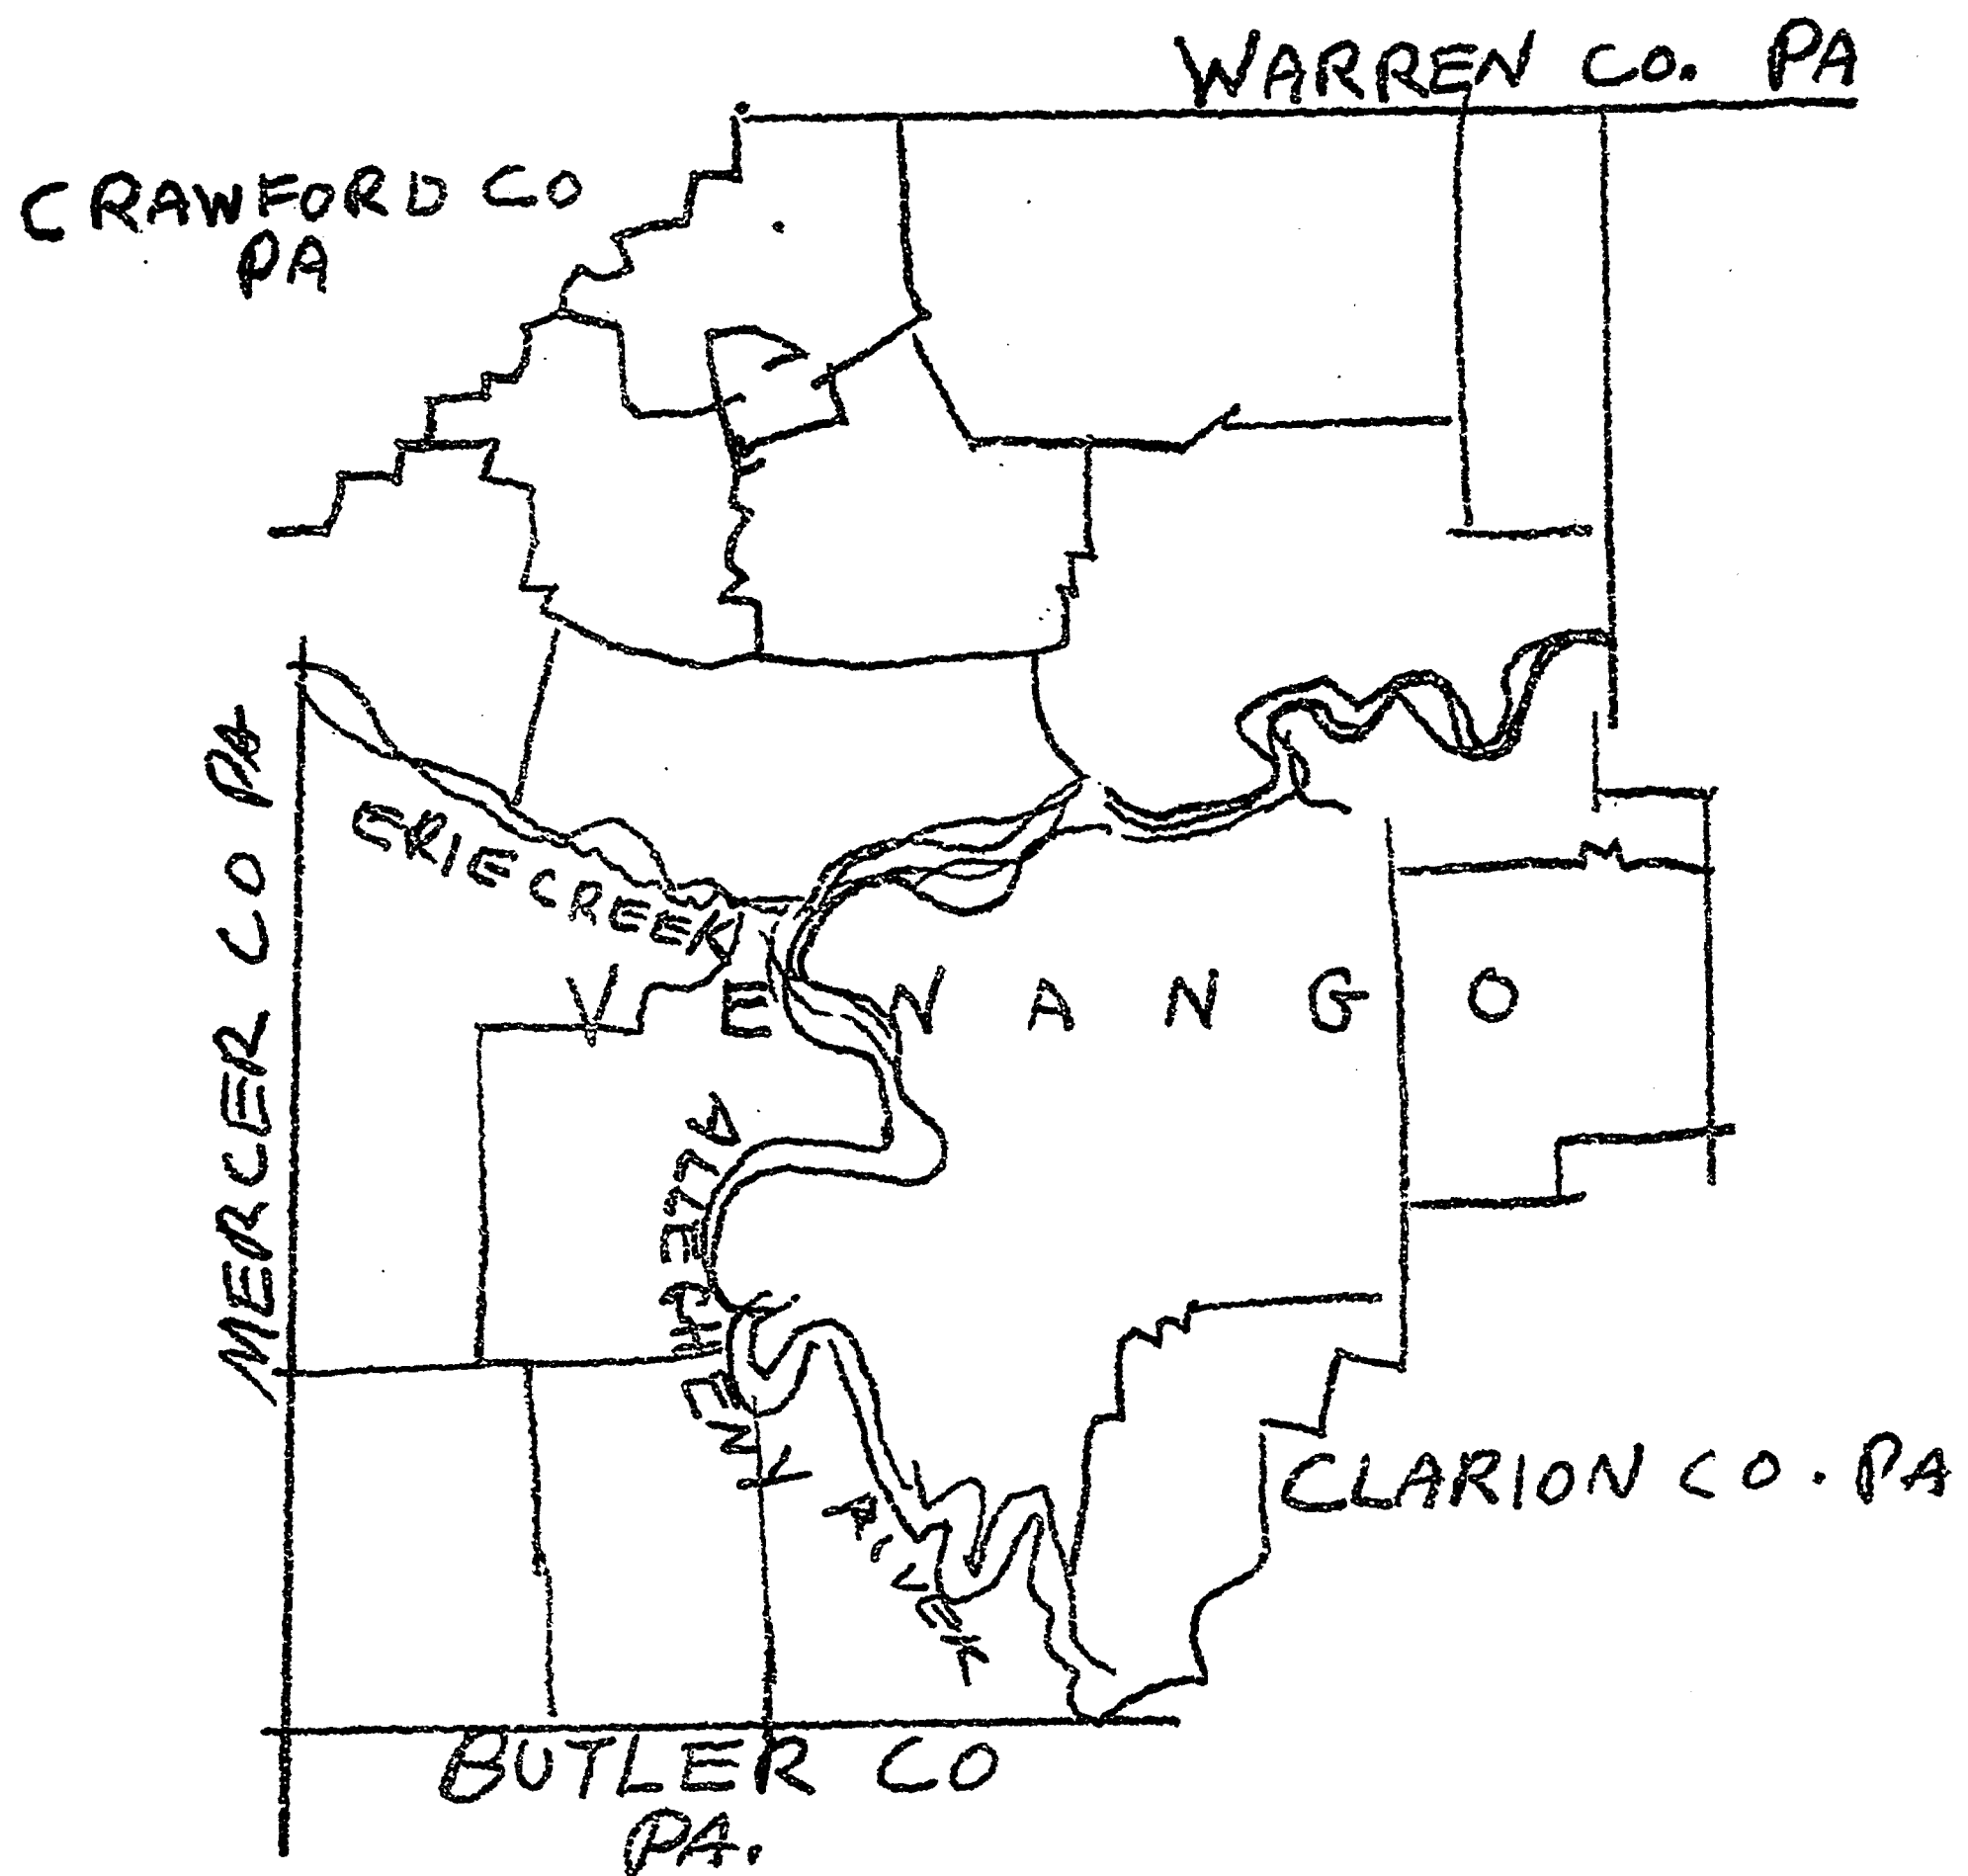 WARREN CO. PA
CRAWFORD CO
PA
MERCER CO PA
ERIE CREEK
VENANGO
ALLEGHENY
RIVER
CLARION CO. PA
BUTLER CO
PA.